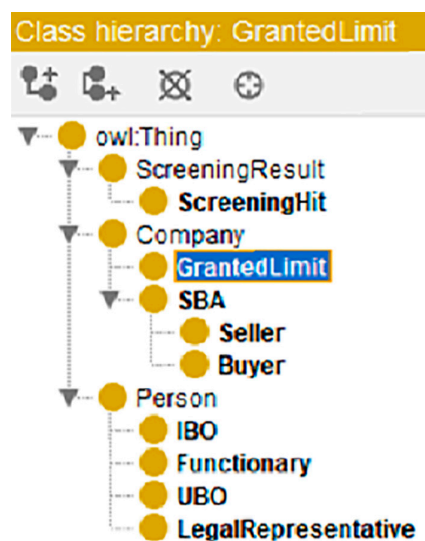 Class hierarchy: GrantedLimit
owl:Thing
ScreeningResult
ScreeningHit
Company
GrantedLimit
SBA
Seller
Buyer
Person
IBO
Functionary
UBO
LegalRepresentative